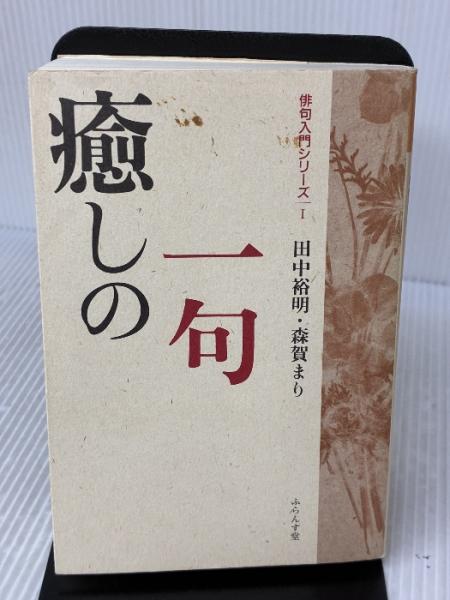 俳句入門シリーズ I
田中裕明・森賀まり
癒しの
一句
ふらんす堂